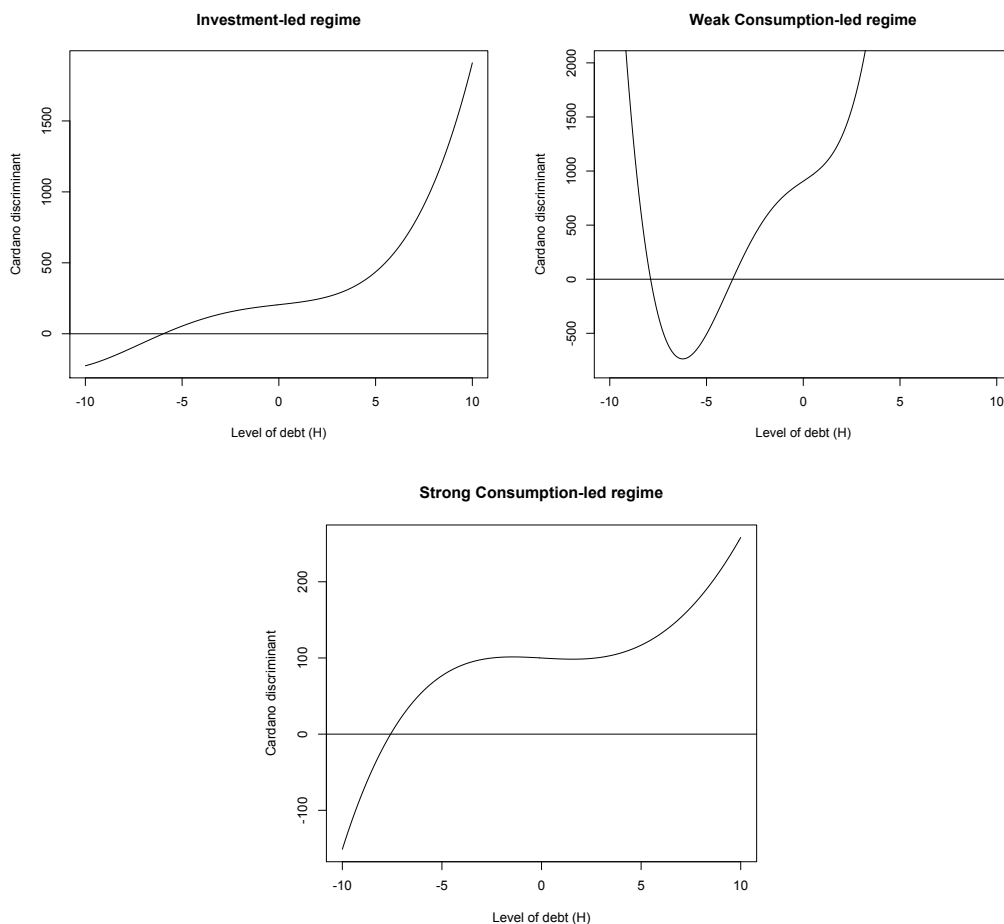 Investment-led regime
Cardano discriminant
1500
1000
500
0
-10 -5 0 5 10
Level of debt (H)
Weak Consumption-led regime
Cardano discriminant
2000
1500
1000
500
0
-500
-10 -5 0 5 10
Level of debt (H)
Strong Consumption-led regime
Cardano discriminant
200
100
0
-100
-10 -5 0 5 10
Level of debt (H)